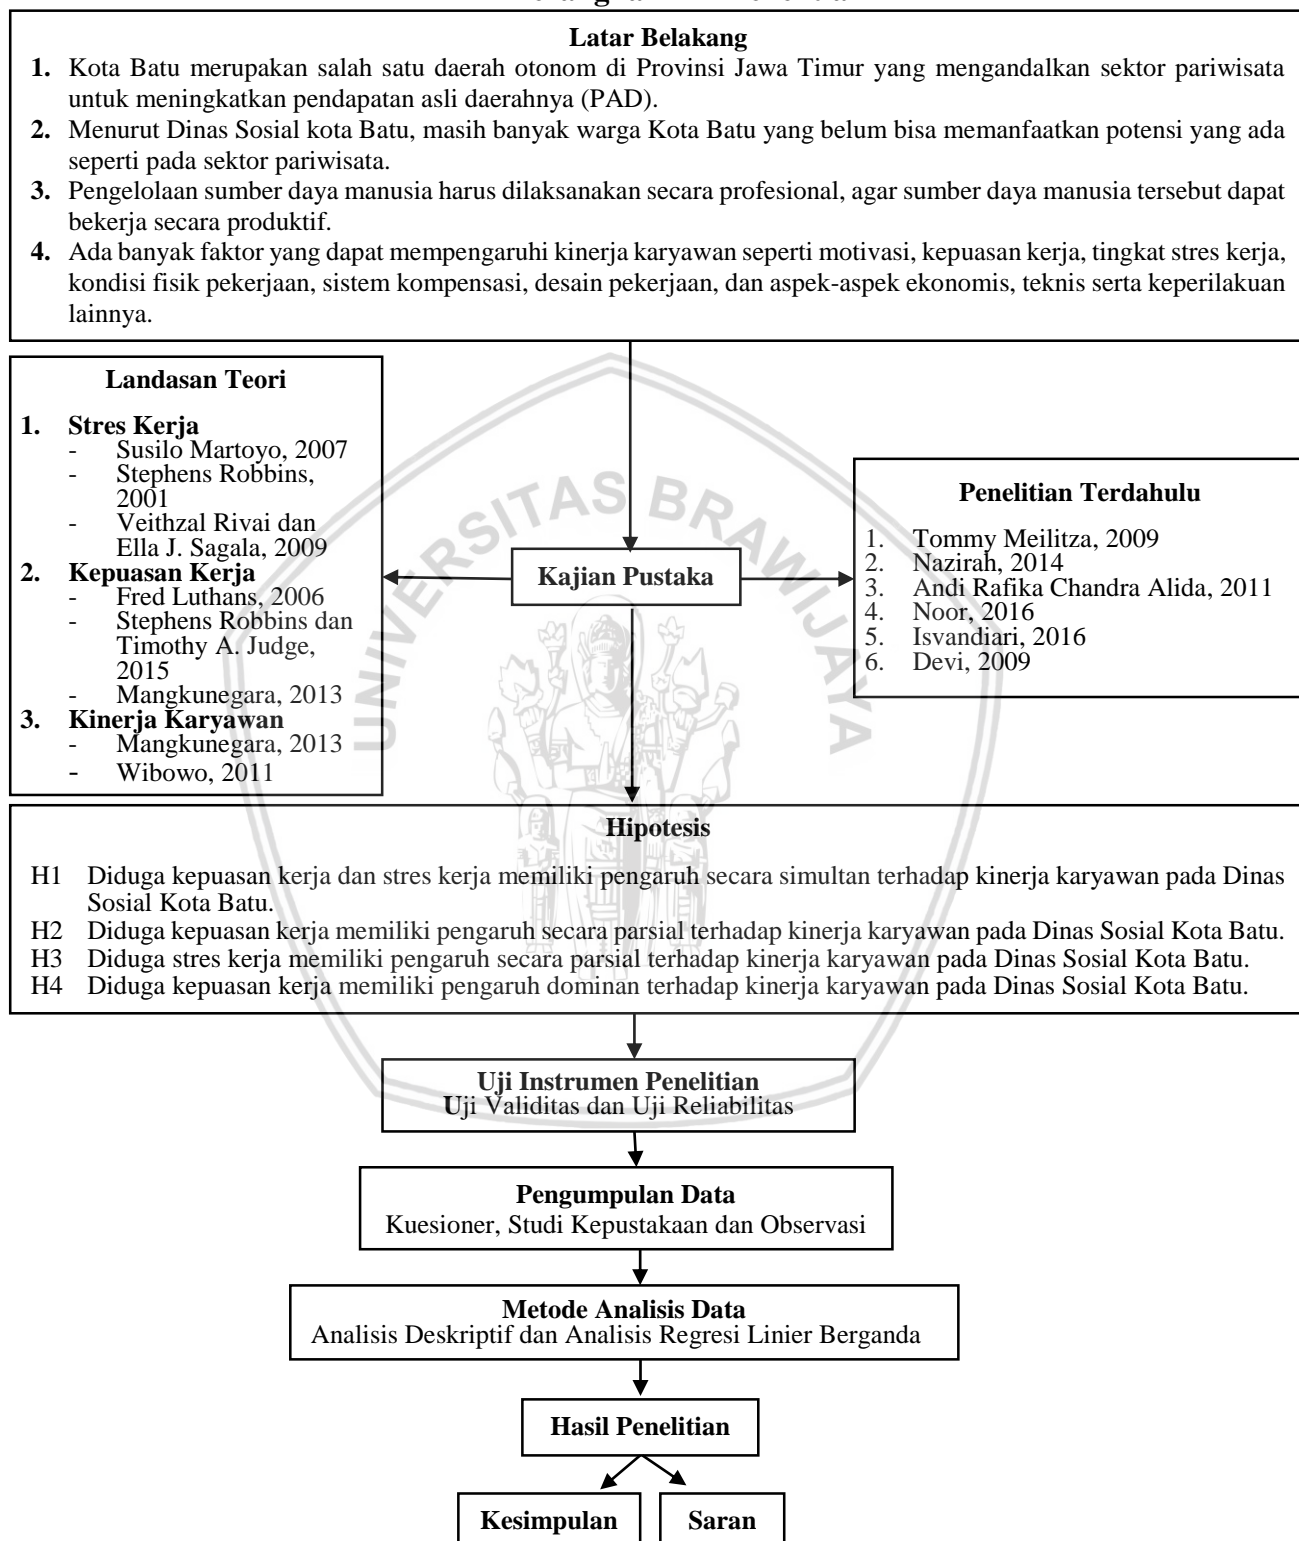 Latar Belakang
1. Kota Batu merupakan salah satu daerah otonom di Provinsi Jawa Timur yang mengandalkan sektor pariwisata
untuk meningkatkan pendapatan asli daerahnya (PAD).
2. Menurut Dinas Sosial kota Batu, masih banyak warga Kota Batu yang belum bisa memanfaatkan potensi yang ada
seperti pada sektor pariwisata.
3. Pengelolaan sumber daya manusia harus dilaksanakan secara profesional, agar sumber daya manusia tersebut dapat
bekerja secara produktif.
4. Ada banyak faktor yang dapat mempengaruhi kinerja karyawan seperti motivasi, kepuasan kerja, tingkat stres kerja,
kondisi fisik pekerjaan, sistem kompensasi, desain pekerjaan, dan aspek-aspek ekonomis, teknis serta keperilakuan
lainnya.
Landasan Teori
1. Stres Kerja
- Susilo Martoyo, 2007
- Stephens Robbins,
2001
- Veithzal Rivai dan
Ella J. Sagala, 2009
2. Kepuasan Kerja
- Fred Luthans, 2006
- Stephens Robbins dan
Timothy A. Judge,
2015
- Mangkunegara, 2013
3. Kinerja Karyawan
- Mangkunegara, 2013
- Wibowo, 2011
Kajian Pustaka
Penelitian Terdahulu
1. Tommy Meilitza, 2009
2. Nazirah, 2014
3. Andi Rafika Chandra Alida, 2011
4. Noor, 2016
5. Isvandiari, 2016
6. Devi, 2009
UNIVERSITAS BRAWIJAYA
Hipotesis
H1 Diduga kepuasan kerja dan stres kerja memiliki pengaruh secara simultan terhadap kinerja karyawan pada Dinas
Sosial Kota Batu.
H2 Diduga kepuasan kerja memiliki pengaruh secara parsial terhadap kinerja karyawan pada Dinas Sosial Kota Batu.
H3 Diduga stres kerja memiliki pengaruh secara parsial terhadap kinerja karyawan pada Dinas Sosial Kota Batu.
H4 Diduga kepuasan kerja memiliki pengaruh dominan terhadap kinerja karyawan pada Dinas Sosial Kota Batu.
Uji Instrumen Penelitian
Uji Validitas dan Uji Reliabilitas
Pengumpulan Data
Kuesioner, Studi Kepustakaan dan Observasi
Metode Analisis Data
Analisis Deskriptif dan Analisis Regresi Linier Berganda
Hasil Penelitian
Kesimpulan
Saran